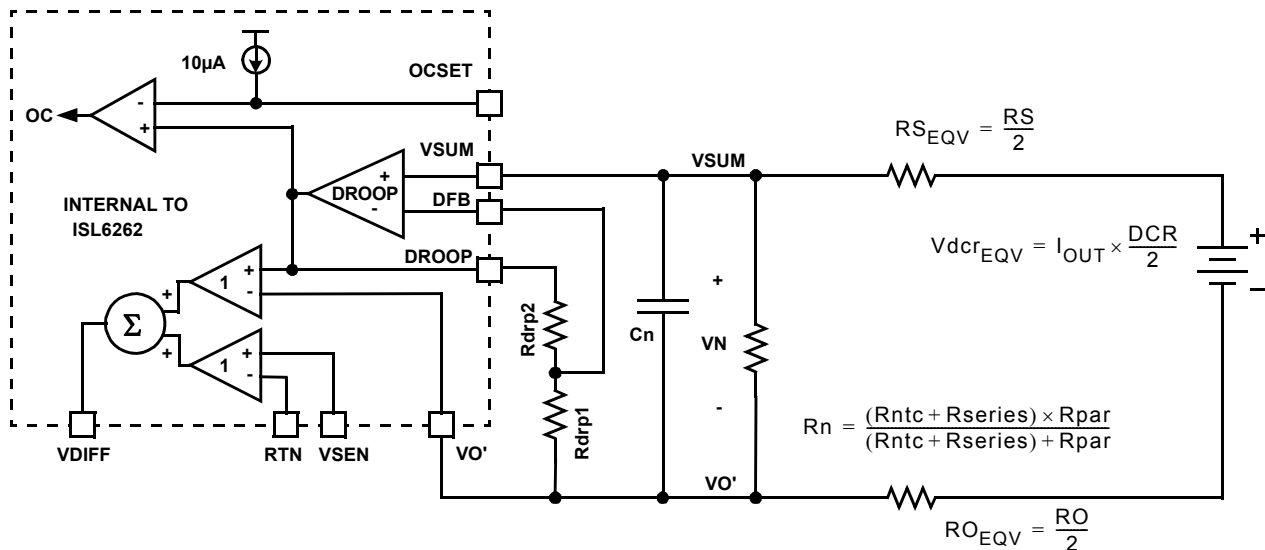 10µA
OCSET
OC
-
+
VSUM
VSUM
RS_EQV = RS/2
+
-
DROOP
DFB
INTERNAL TO
ISL6262
DROOP
Vdcr_EQV = I_OUT × DCR/2
+
−
1
+
-
+
Σ
+
1
+
-
Rdrp2
Rdrp1
Cn
+
VN
-
Rn = (Rntc + Rseries) × Rpar / (Rntc + Rseries) + Rpar
VDIFF
RTN
VSEN
VO'
VO'
RO_EQV = RO/2